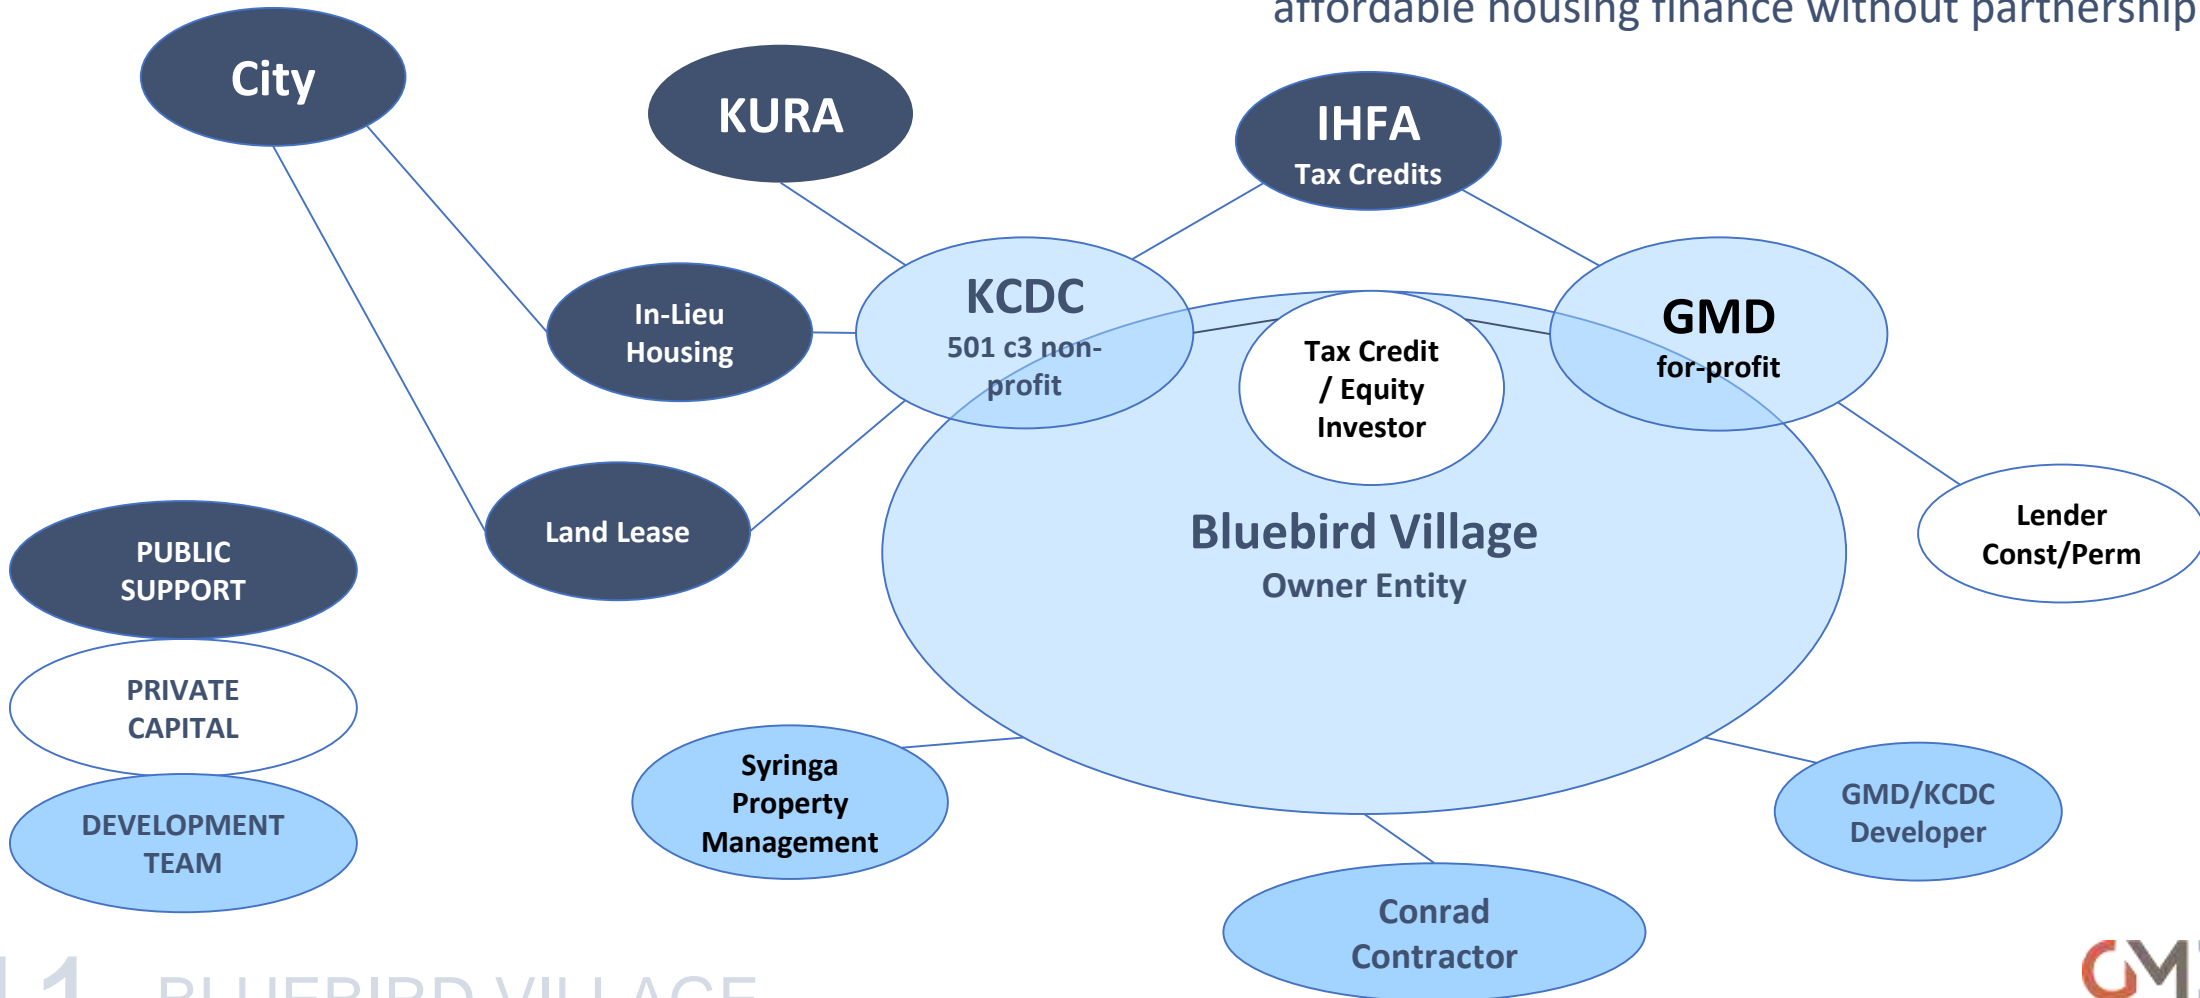 affordable housing finance without partnership
City
KURA
IHFA
Tax Credits
In-Lieu
Housing
KCDC
501 c3 non-
profit
Tax Credit
/ Equity
Investor
GMD
for-profit
Land Lease
Bluebird Village
Owner Entity
Lender
Const/Perm
PUBLIC
SUPPORT
PRIVATE
CAPITAL
DEVELOPMENT
TEAM
Syringa
Property
Management
GMD/KCDC
Developer
Conrad
Contractor
BLUEBIRD VILLAGE